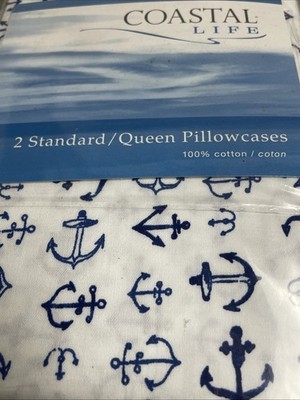 COASTAL
LIFE
2 Standard/Queen Pillowcases
100% cotton / coton